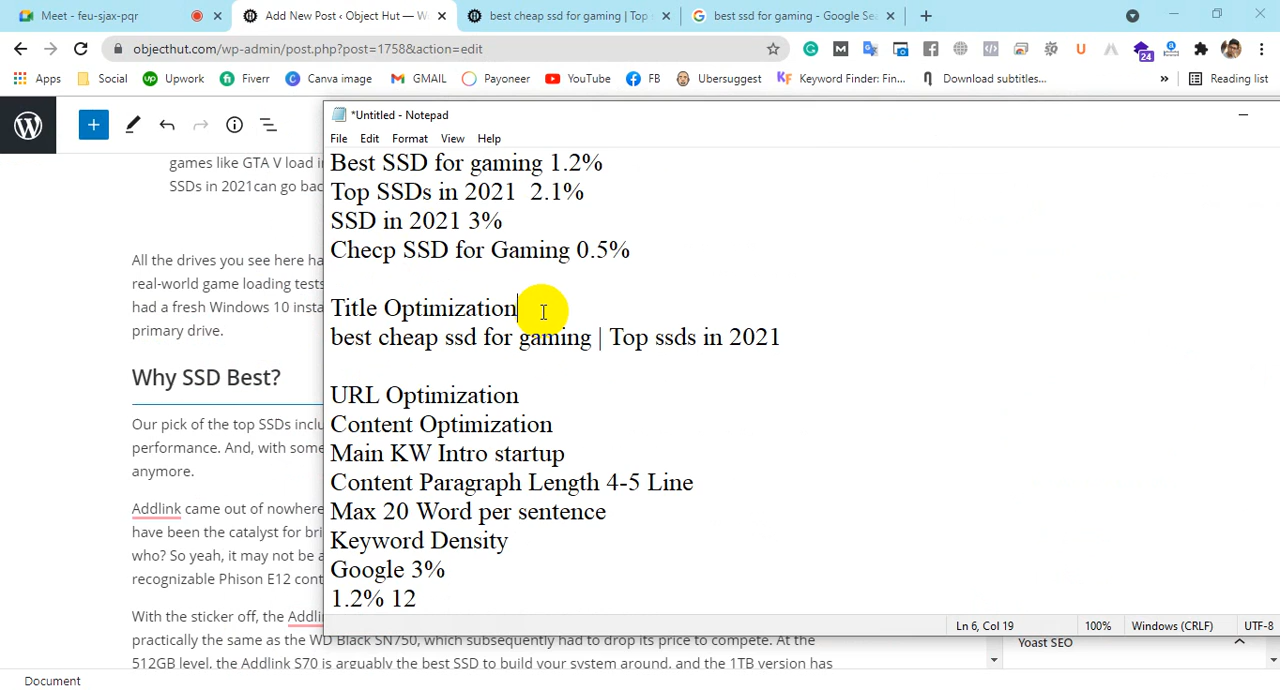 Meet - feu-sjax-pqr
Add New Post ‹ Object Hut — W
best cheap ssd for gaming | Top s
best ssd for gaming - Google Se
objecthut.com/wp-admin/post.php?post=1758&action=edit
24
Apps
Social
Upwork
Fiverr
Canva image
GMAIL
Payoneer
YouTube
FB
Ubersuggest
Keyword Finder: Fin...
Download subtitles...
»
Reading list
*Untitled - Notepad
File Edit Format View Help
games like GTA V load i
SSDs in 2021can go bac
All the drives you see here ha
real-world game loading tests
had a fresh Windows 10 insta
primary drive.
Why SSD Best?
Our pick of the top SSDs inclu
performance. And, with some
anymore.
Addlink came out of nowhere
have been the catalyst for bri
who? So yeah, it may not be a
recognizable Phison E12 cont
With the sticker off, the Addli
practically the same as the WD Black SN750, which subsequently had to drop its price to compete. At the
512GB level, the Addlink S70 is arguably the best SSD to build your system around, and the 1TB version has
Best SSD for gaming 1.2%
Top SSDs in 2021  2.1%
SSD in 2021 3%
Checp SSD for Gaming 0.5%
Title Optimization
best cheap ssd for gaming | Top ssds in 2021
URL Optimization
Content Optimization
Main KW Intro startup
Content Paragraph Length 4-5 Line
Max 20 Word per sentence
Keyword Density
Google 3%
1.2% 12
Ln 6, Col 19
100%
Windows (CRLF)
UTF-8
Yoast SEO
Document